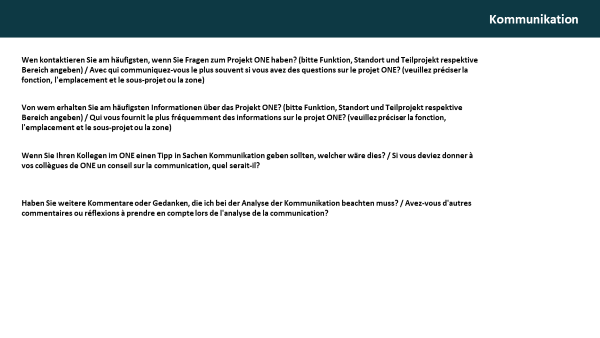 Kommunikation
Wen kontaktieren Sie am häufigsten, wenn Sie Fragen zum Projekt ONE haben? (bitte Funktion, Standort und Teilprojekt respektive
Bereich angeben) / Avec qui communiquez-vous le plus souvent si vous avez des questions sur le projet ONE? (veuillez préciser la
fonction, l'emplacement et le sous-projet ou la zone)
Von wem erhalten Sie am häufigsten Informationen über das Projekt ONE? (bitte Funktion, Standort und Teilprojekt respektive
Bereich angeben) / Qui vous fournit le plus fréquemment des informations sur le projet ONE? (veuillez préciser la fonction,
l'emplacement et le sous-projet ou la zone)
Wenn Sie Ihren Kollegen im ONE einen Tipp in Sachen Kommunikation geben sollten, welcher wäre dies? / Si vous deviez donner à
vos collègues de ONE un conseil sur la communication, quel serait-il?
Haben Sie weitere Kommentare oder Gedanken, die ich bei der Analyse der Kommunikation beachten muss? / Avez-vous d'autres
commentaires ou réflexions à prendre en compte lors de l'analyse de la communication?